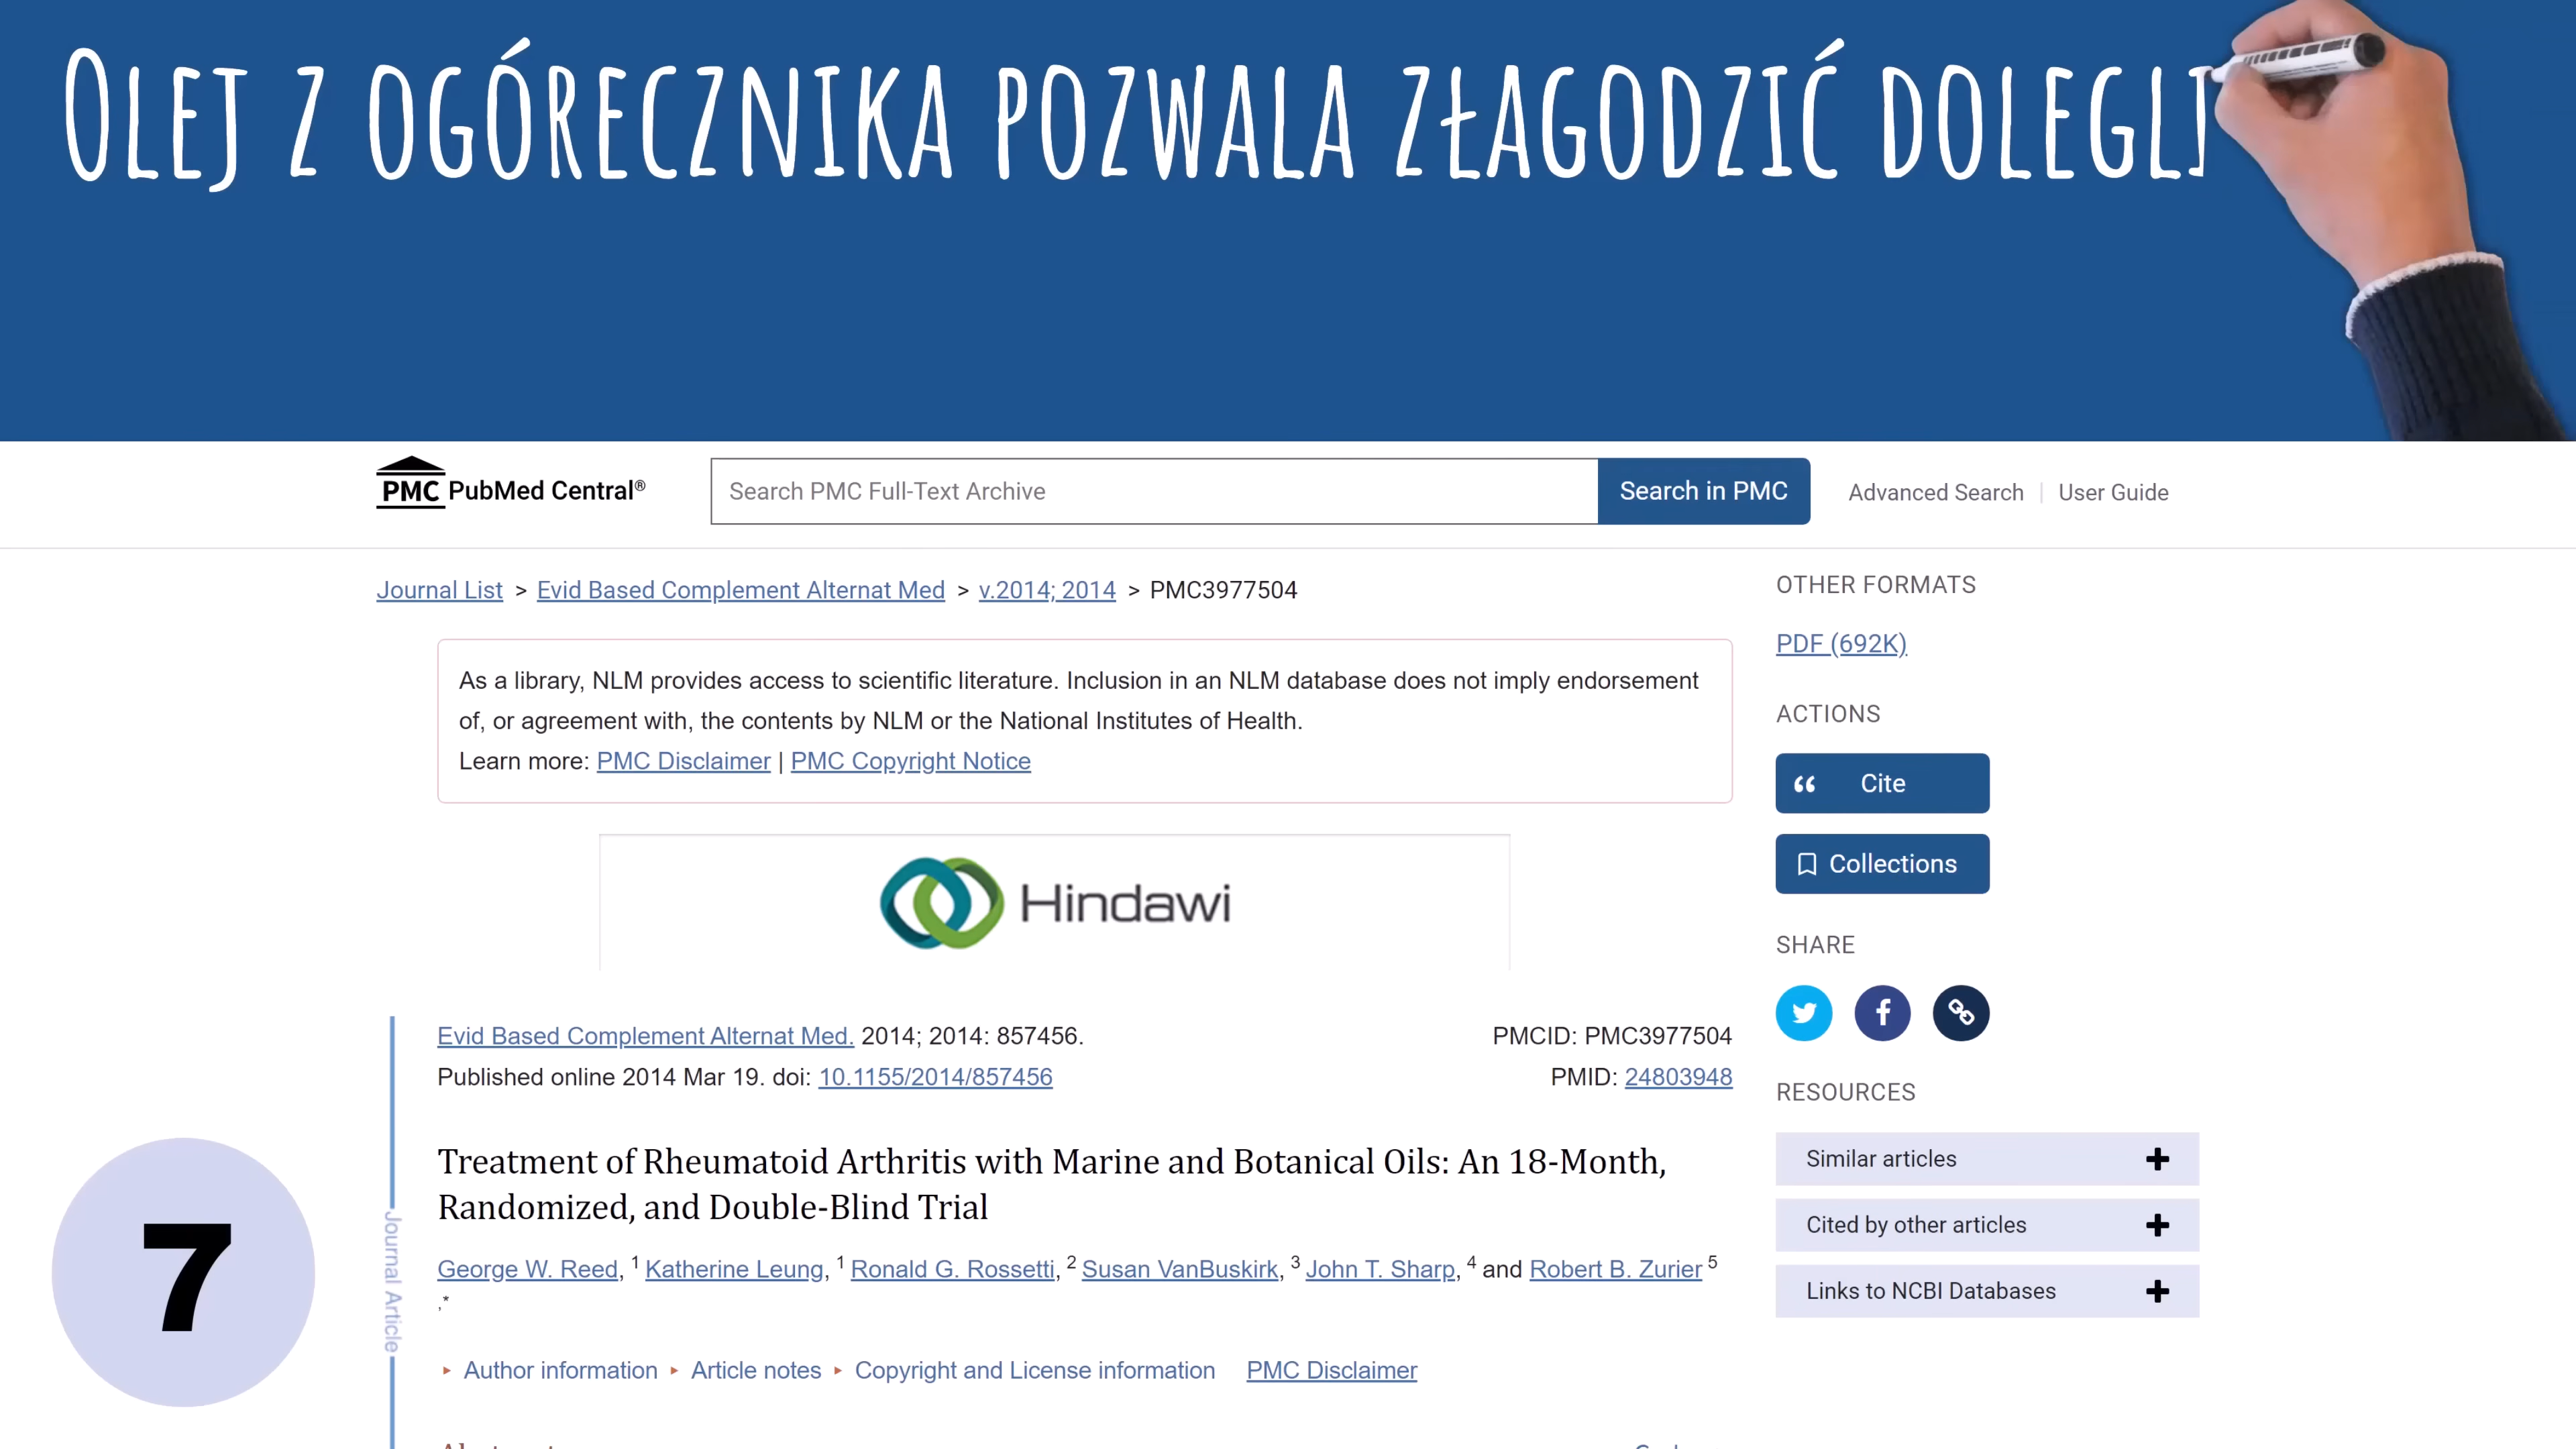 Olej z ogórecznika pozwala złagodzić dolegli
PMC PubMed Central®
Search PMC Full-Text Archive
Search in PMC
Advanced Search
User Guide
Journal List > Evid Based Complement Alternat Med > v.2014; 2014 > PMC3977504
As a library, NLM provides access to scientific literature. Inclusion in an NLM database does not imply endorsement
of, or agreement with, the contents by NLM or the National Institutes of Health.
Learn more: PMC Disclaimer | PMC Copyright Notice
Hindawi
Evid Based Complement Alternat Med. 2014; 2014: 857456.
PMCID: PMC3977504
Published online 2014 Mar 19. doi: 10.1155/2014/857456
PMID: 24803948
Treatment of Rheumatoid Arthritis with Marine and Botanical Oils: An 18-Month,
Randomized, and Double-Blind Trial
George W. Reed, 1 Katherine Leung, 1 Ronald G. Rossetti, 2 Susan VanBuskirk, 3 John T. Sharp, 4 and Robert B. Zurier 5
,*
Author information Article notes Copyright and License information PMC Disclaimer
Journal Article
7
OTHER FORMATS
PDF (692K)
ACTIONS
Cite
Collections
SHARE
RESOURCES
Similar articles
Cited by other articles
Links to NCBI Databases